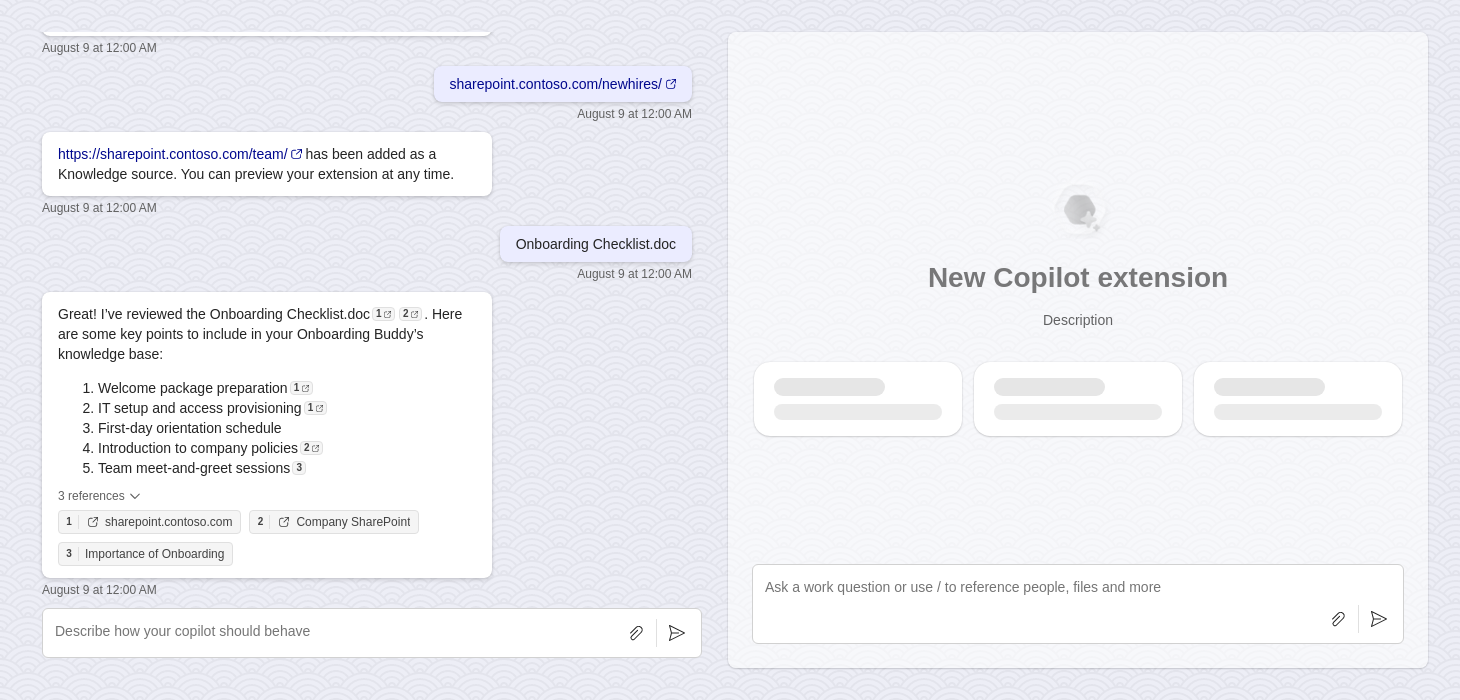 August 9 at 12:00 AM
sharepoint.contoso.com/newhires/
August 9 at 12:00 AM
https://sharepoint.contoso.com/team/ has been added as a
Knowledge source. You can preview your extension at any time.
August 9 at 12:00 AM
Onboarding Checklist.doc
August 9 at 12:00 AM
Great! I’ve reviewed the Onboarding Checklist.doc 1 2 . Here
are some key points to include in your Onboarding Buddy’s
knowledge base:
1. Welcome package preparation 1
2. IT setup and access provisioning 1
3. First-day orientation schedule
4. Introduction to company policies 2
5. Team meet-and-greet sessions 3
3 references
1 sharepoint.contoso.com 2 Company SharePoint
3 Importance of Onboarding
August 9 at 12:00 AM
Describe how your copilot should behave
New Copilot extension
Description
Ask a work question or use / to reference people, files and more